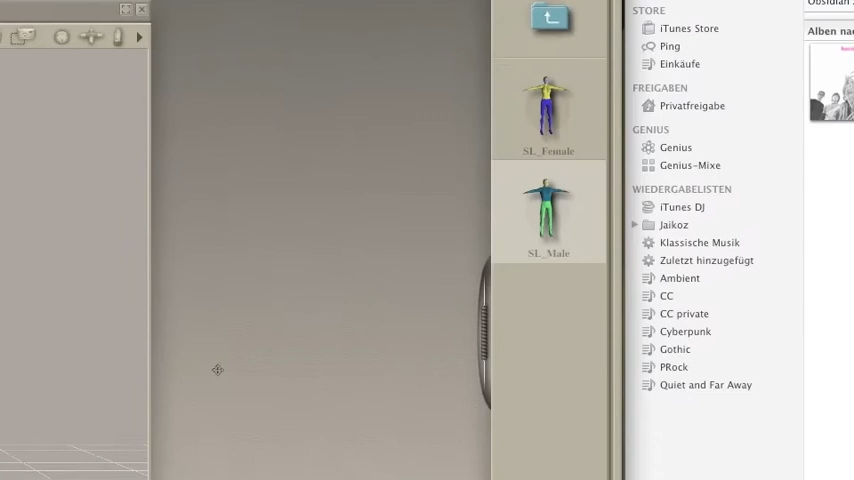 SL_Female
SL_Male
STORE
iTunes Store
Ping
Einkäufe
FREIGABEN
Privatfreigabe
GENIUS
Genius
Genius-Mixe
WIEDERGABELISTEN
iTunes DJ
Jaikoz
Klassische Musik
Zuletzt hinzugefügt
Ambient
CC
CC private
Cyberpunk
Gothic
PRock
Quiet and Far Away
Obsidian
Alben nac